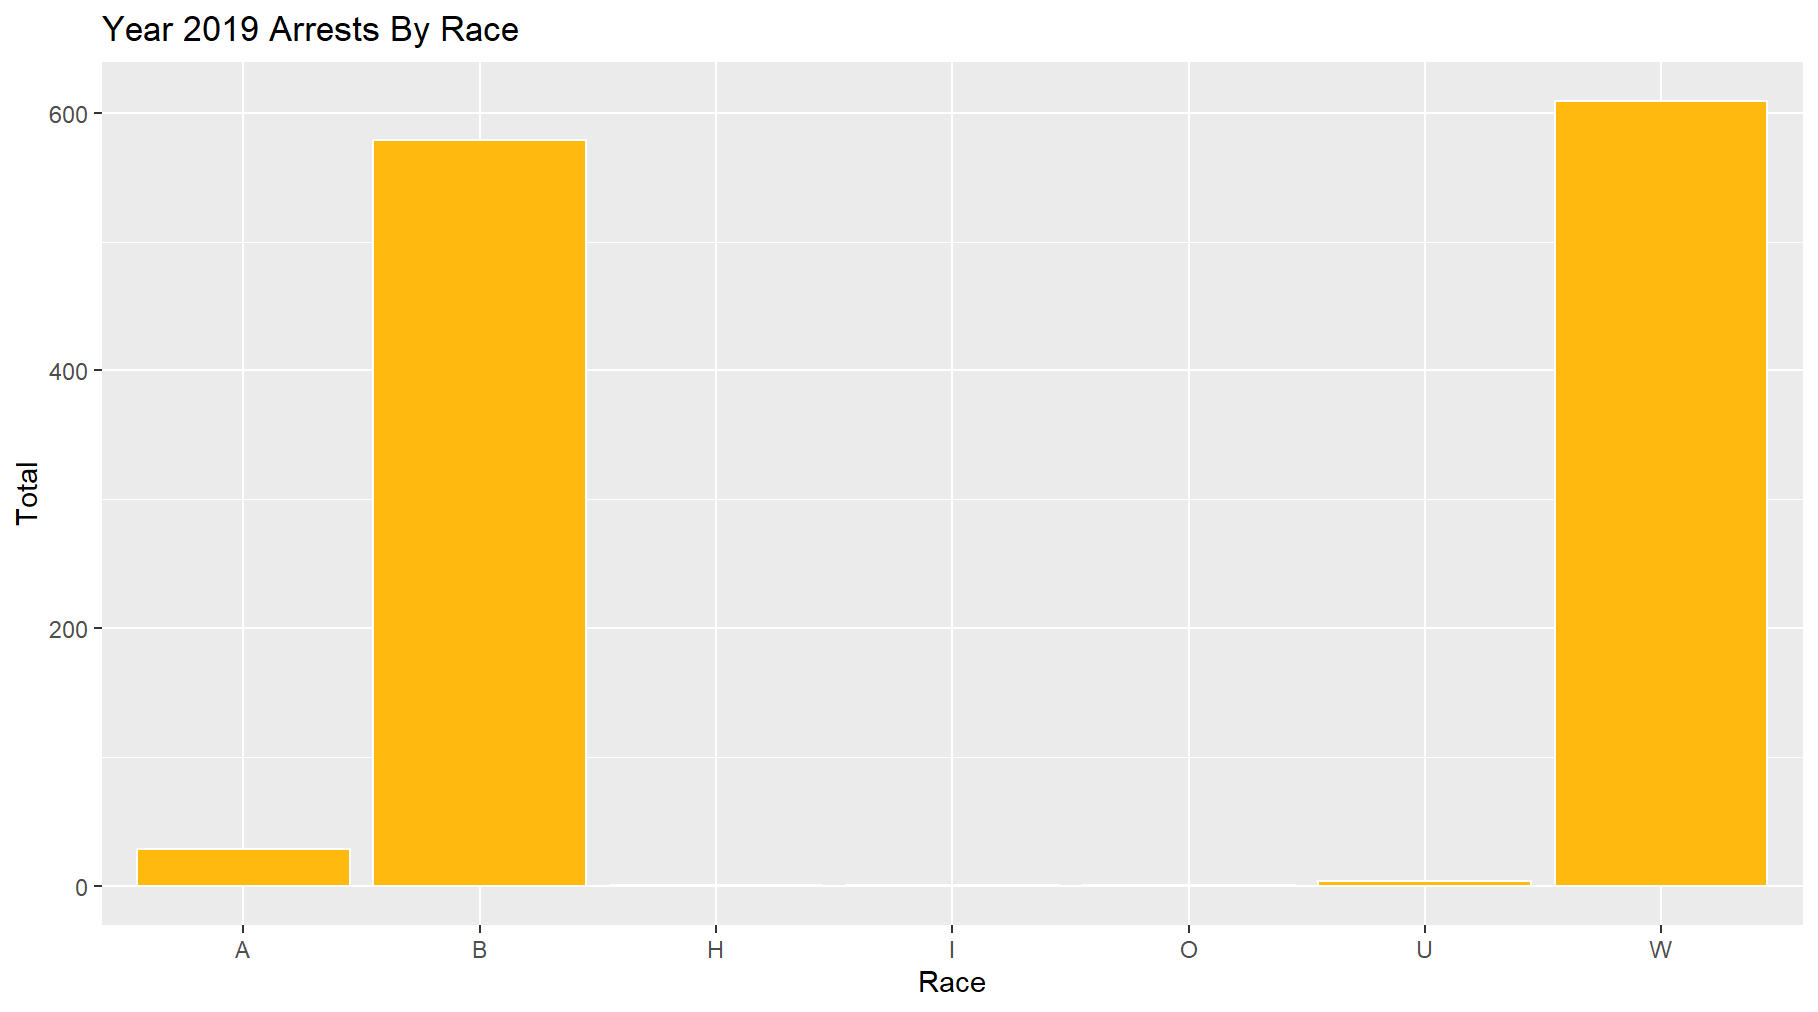 Year 2019 Arrests By Race
600
400
200
0
Total
A B H I O U W
Race